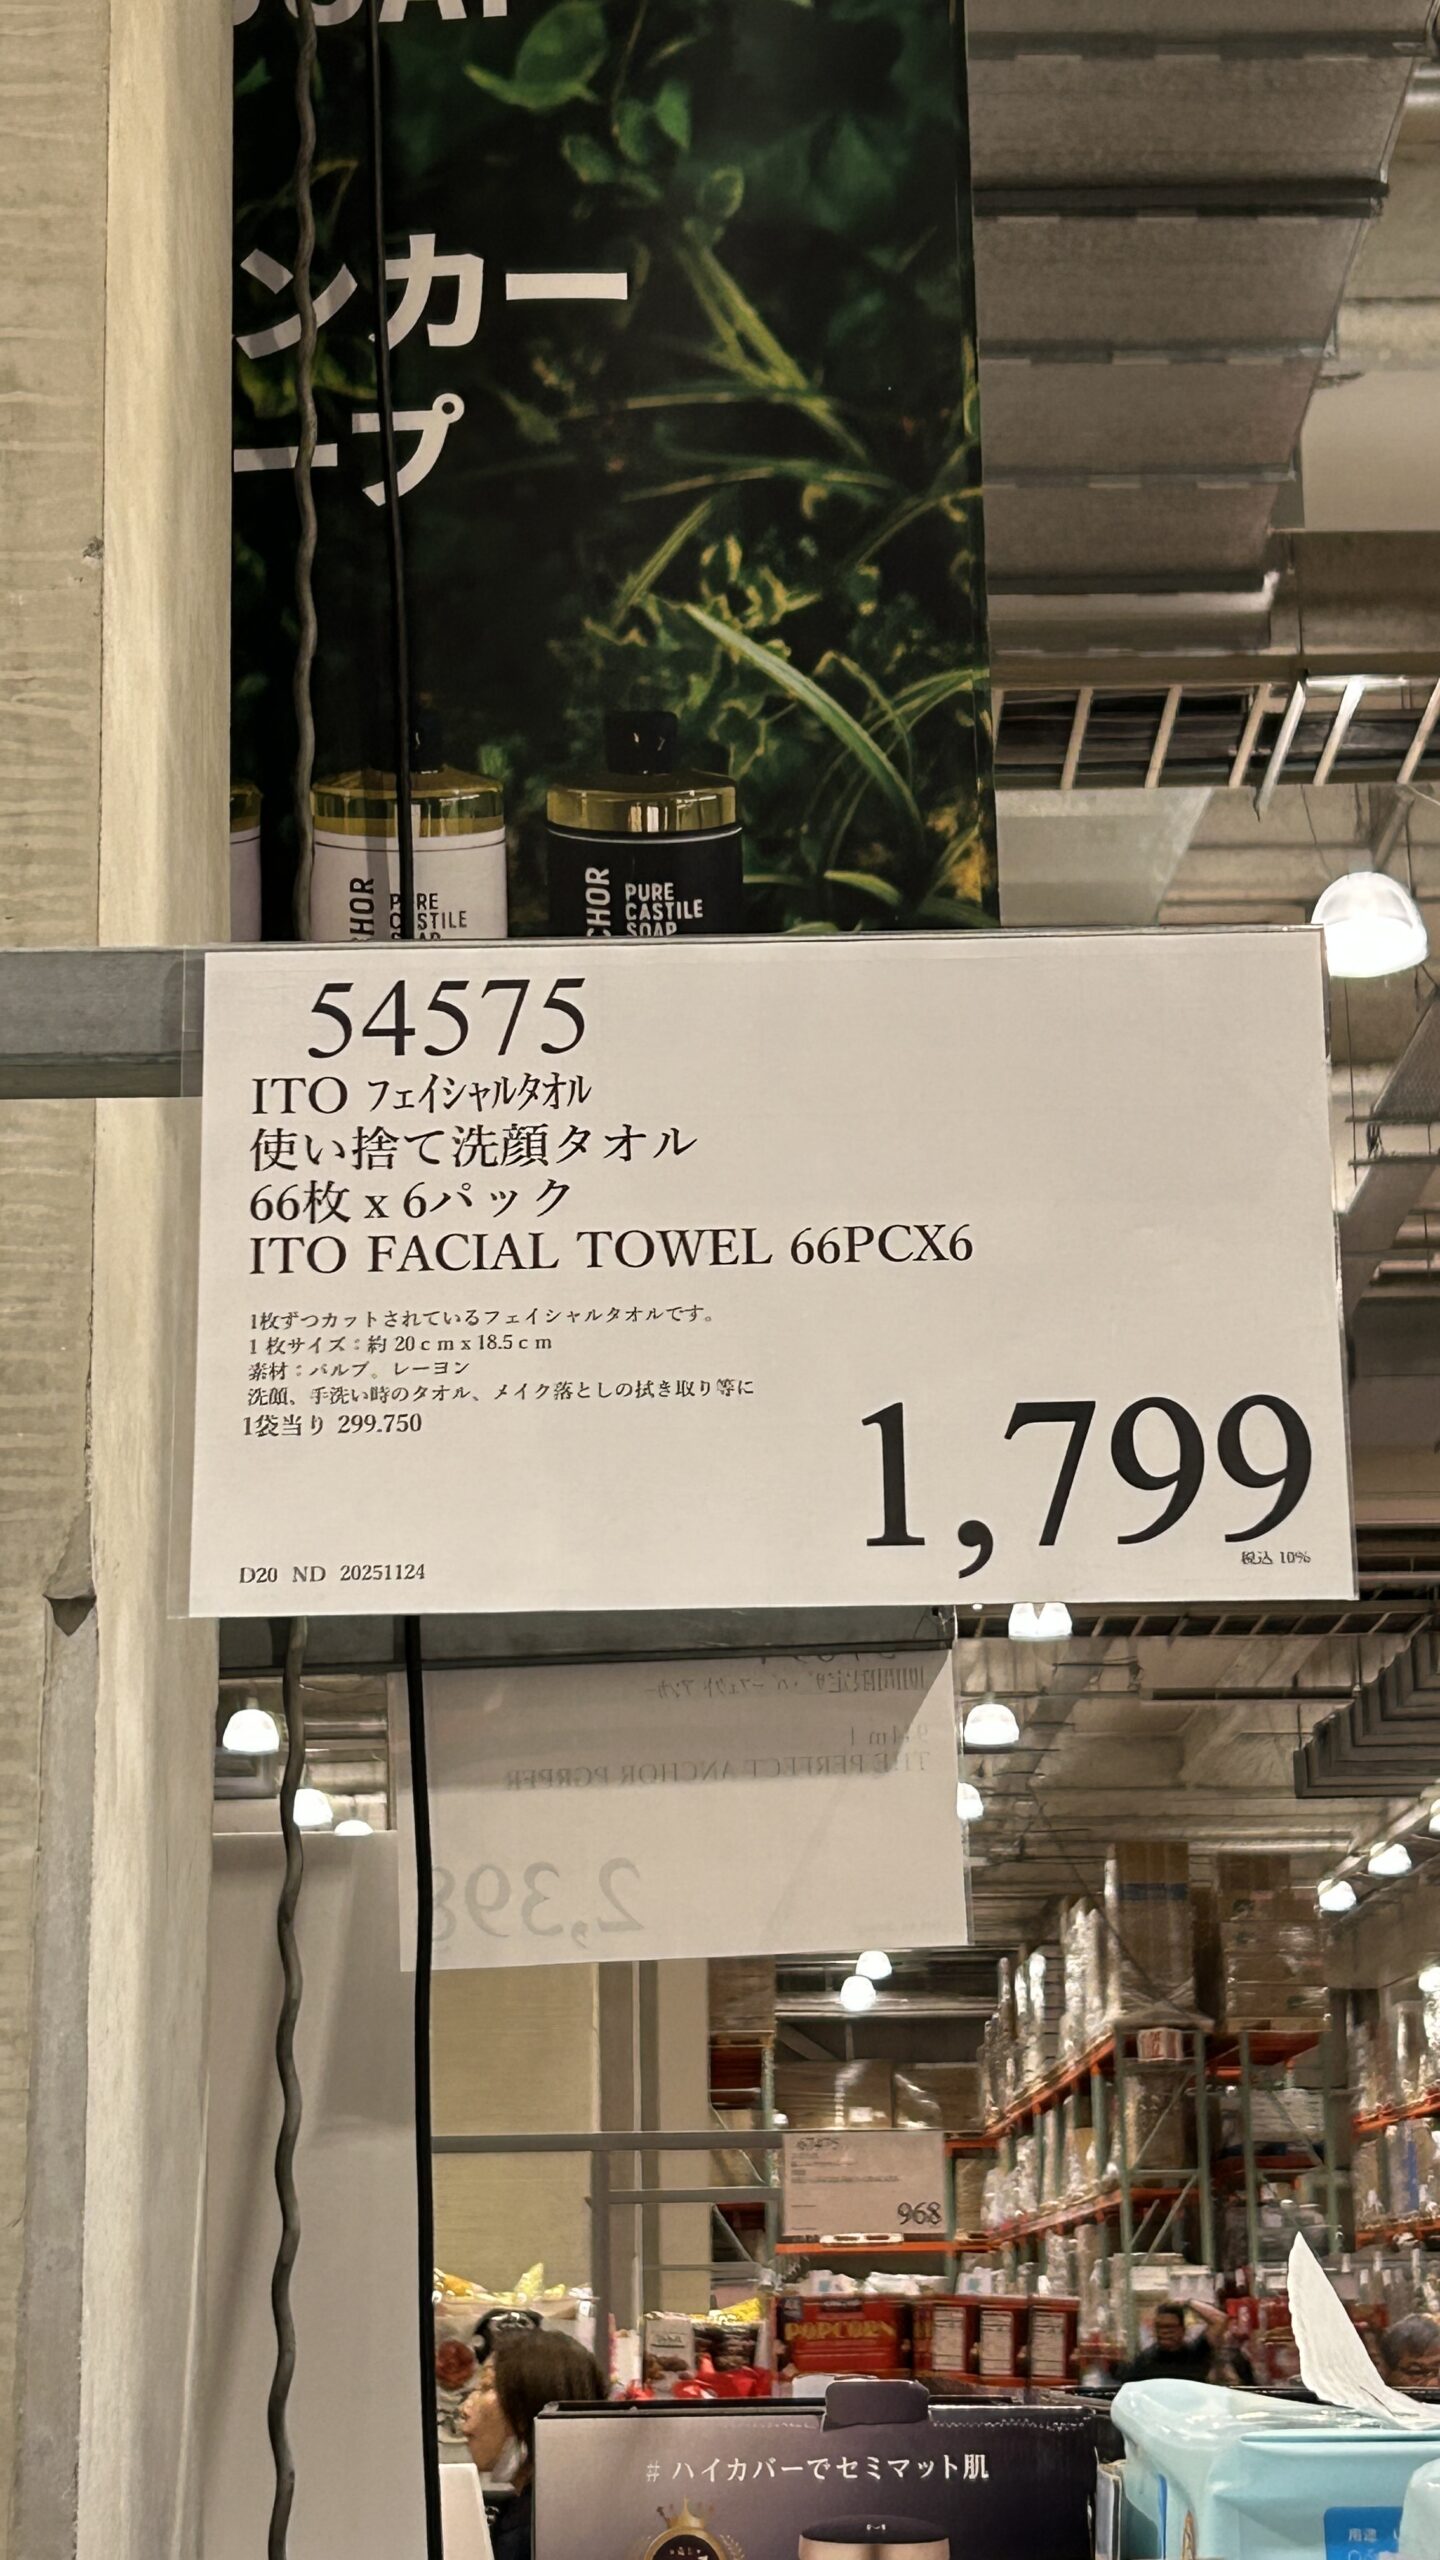 ンカー
ープ
CHOR
PURE
CASTILE
SOAP
CHOR
PURE
CASTILE
SOAP
54575
ITO フェイシャルタオル
使い捨て洗顔タオル
66枚 x 6パック
ITO FACIAL TOWEL 66PCX6
1枚ずつカットされているフェイシャルタオルです。
1 枚サイズ：約 20ｃｍx18.5ｃｍ
素材：パルプ。レーヨン
洗顔、手洗い時のタオル、メイク落としの拭き取り等に
1袋当り 299.750
1,799
税込 10%
D20 ND 20251124
THE PERFECT ANCHOR
2,398
968
POPCORN
# ハイカバーでセミマット肌
用途